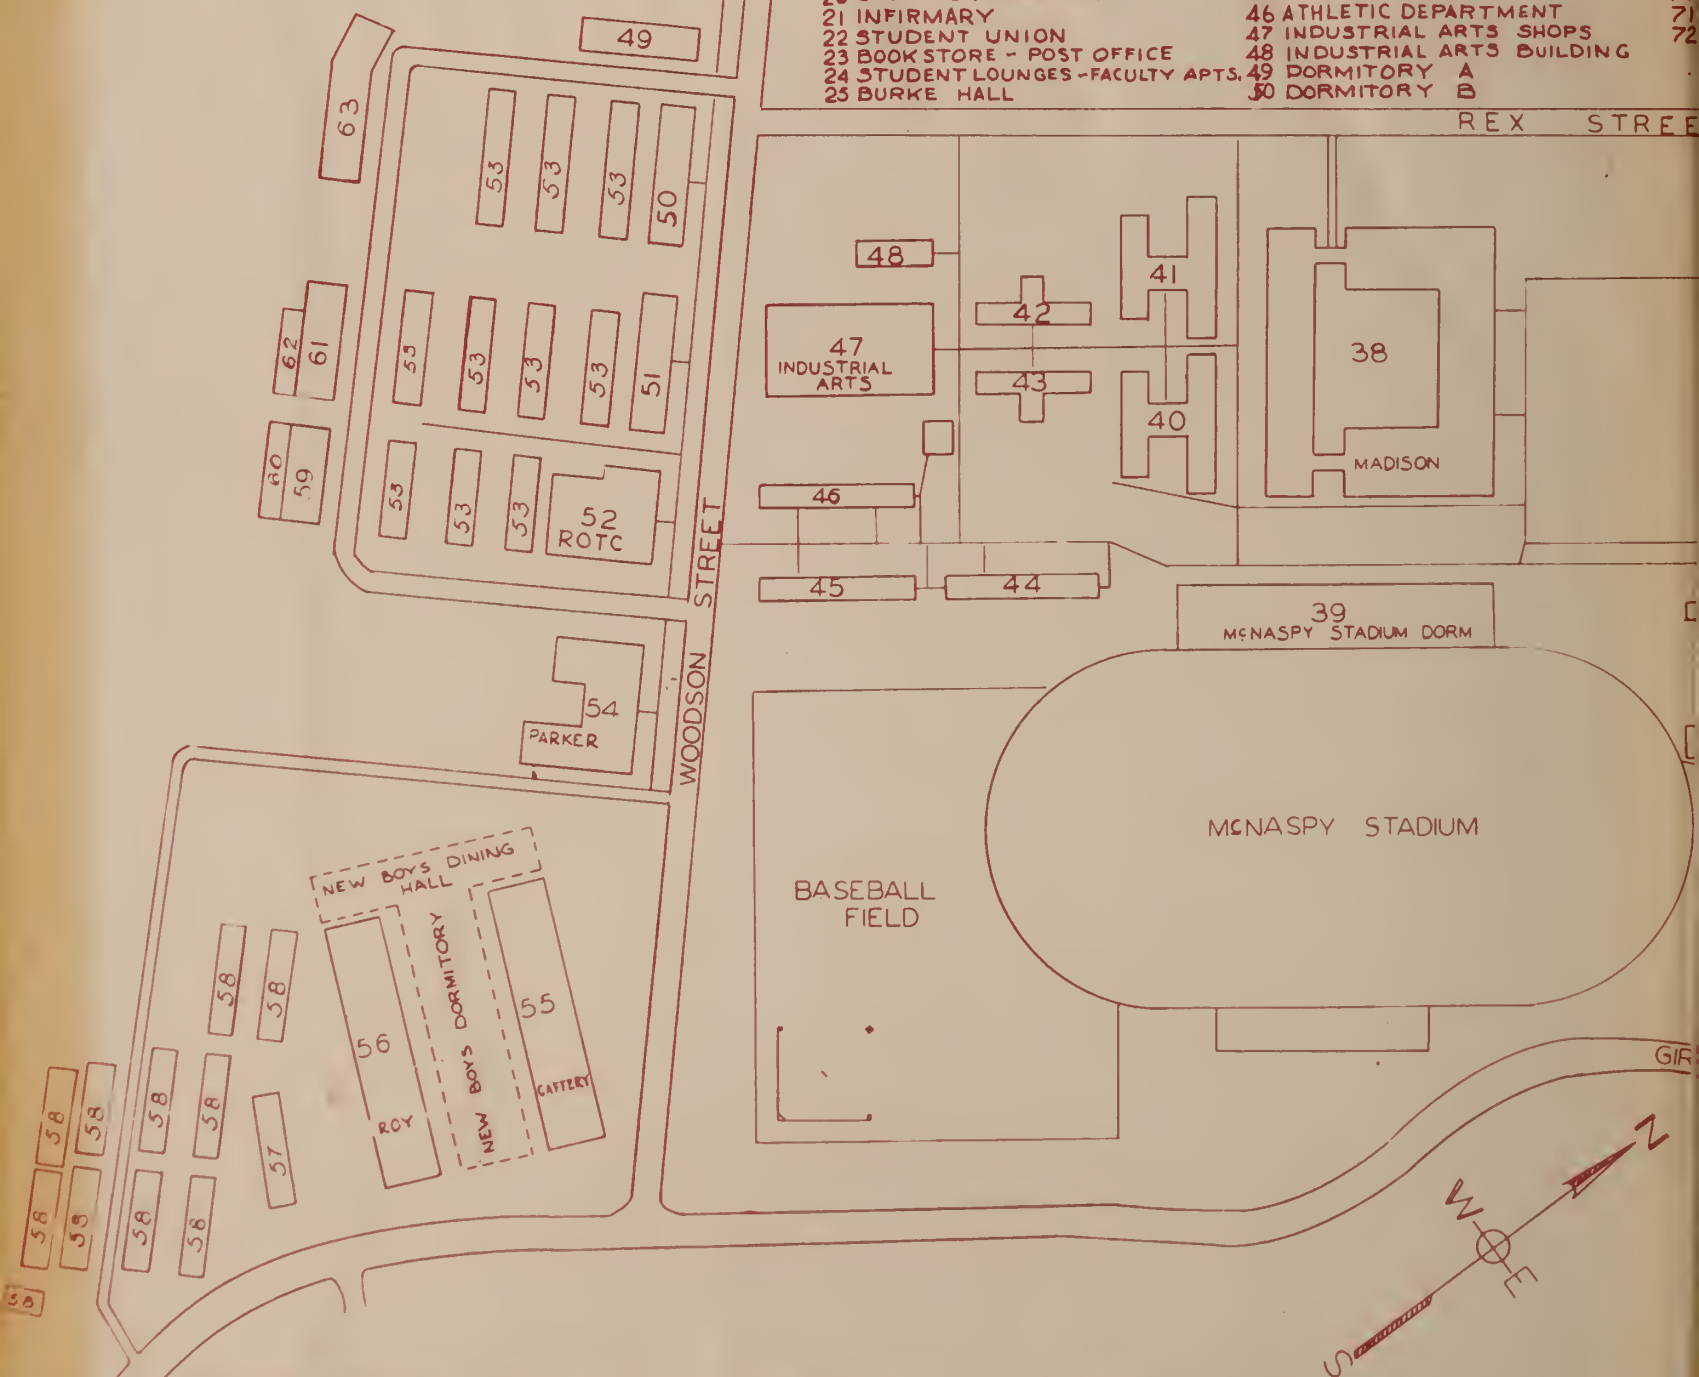 21 INFIRMARY
22 STUDENT UNION
23 BOOKSTORE - POST OFFICE
24 STUDENT LOUNGES - FACULTY APTS.
25 BURKE HALL
46 ATHLETIC DEPARTMENT
47 INDUSTRIAL ARTS SHOPS
48 INDUSTRIAL ARTS BUILDING
49 DORMITORY A
50 DORMITORY B
71
72
REX STREE
49
63
53
53
53
50
48
41
42
47
INDUSTRIAL
ARTS
43
40
38
MADISON
62
61
53
53
53
53
51
60
59
53
53
53
52
ROTC
46
45
44
39
MCNASPY STADIUM DORM
WOODSON STREET
54
PARKER
MCNASPY STADIUM
BASEBALL
FIELD
NEW BOYS DINING
HALL
NEW BOYS DORMITORY
55
CAFFERY
56
ROY
58
58
58
58
58
58
57
58
58
58
58
58
GIR
N
W
E
S